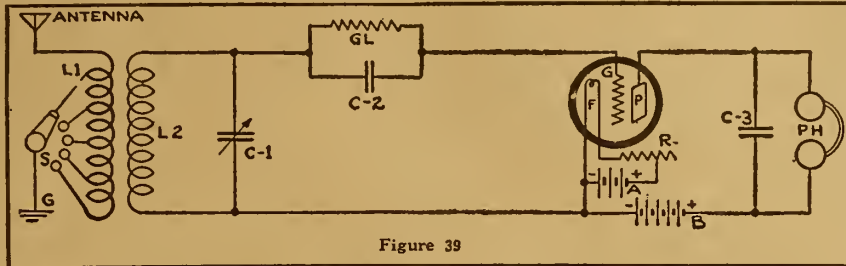 ANTENNA
GL
L1
G
P
F
C-2
L2
C-3
PH
C-1
R-
S
- +
A
G
- +
B
Figure 39